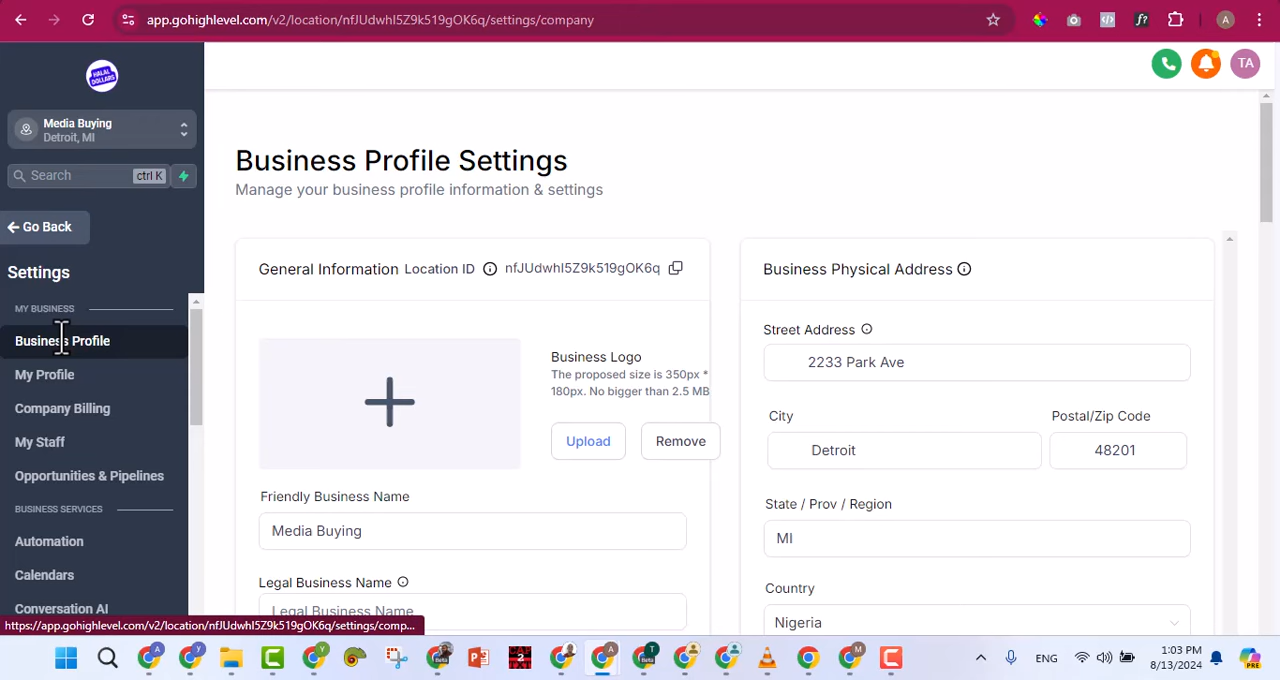 app.gohighlevel.com/v2/location/nfJUdwhI5Z9k519gOK6q/settings/company
A
HALAL
DOLLARS
TA
Media Buying
Detroit, MI
Search
ctrl K
Go Back
Settings
MY BUSINESS
Business Profile
My Profile
Company Billing
My Staff
Opportunities & Pipelines
BUSINESS SERVICES
Automation
Calendars
Conversation AI
Business Profile Settings
Manage your business profile information & settings
General Information Location ID nfJUdwhI5Z9k519gOK6q
Business Logo
The proposed size is 350px *
180px. No bigger than 2.5 MB
Upload
Remove
Friendly Business Name
Media Buying
Legal Business Name
Legal Business Name
Business Physical Address
Street Address
2233 Park Ave
City
Postal/Zip Code
Detroit
48201
State / Prov / Region
MI
Country
Nigeria
https://app.gohighlevel.com/v2/location/nfJUdwhI5Z9k519gOK6q/settings/comp...
ENG
1:03 PM
8/13/2024